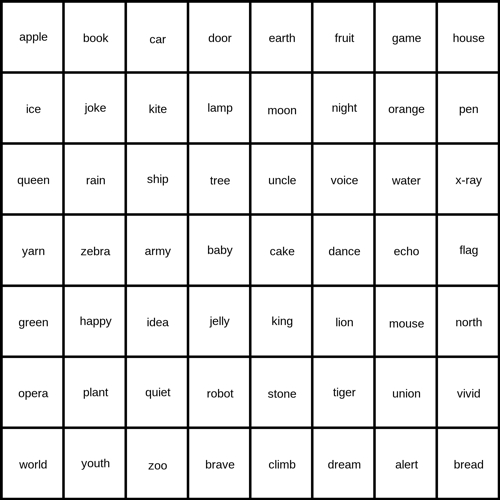 apple book car door earth fruit game house
ice joke kite lamp moon night orange pen
queen rain ship tree uncle voice water x-ray
yarn zebra army baby cake dance echo flag
green happy idea jelly king lion mouse north
opera plant quiet robot stone tiger union vivid
world youth zoo brave climb dream alert bread